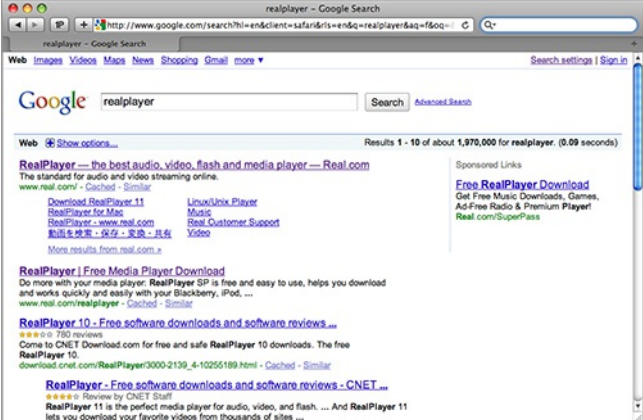 realplayer – Google Search
http://www.google.com/search?hl=en&client=safari&rls=en&q=realplayer&aq=f&oq=
realplayer – Google Search
Web Images Videos Maps News Shopping Gmail more ▼ Search settings | Sign in
Google realplayer Search Advanced Search
Web Show options... Results 1 - 10 of about 1,970,000 for realplayer. (0.09 seconds)
RealPlayer — the best audio, video, flash and media player — Real.com
The standard for audio and video streaming online.
www.real.com/ - Cached - Similar
Download RealPlayer 11 Linux/Unix Player
RealPlayer for Mac Music
RealPlayer - www.real.com Real Customer Support
動画を検索・保存・変換・共有 Video
More results from real.com »
Sponsored Links
Free RealPlayer Download
Get Free Music Downloads, Games,
Ad-Free Radio & Premium Player!
Real.com/SuperPass
RealPlayer | Free Media Player Download
Do more with your media player: RealPlayer SP is free and easy to use, helps you download
and works quickly and easily with your Blackberry, iPod, ...
www.real.com/realplayer - Cached - Similar
RealPlayer 10 - Free software downloads and software reviews ...
780 reviews
Come to CNET Download.com for free and safe RealPlayer 10 downloads. The free
RealPlayer 10.
download.cnet.com/RealPlayer/3000-2139_4-10255189.html - Cached - Similar
RealPlayer - Free software downloads and software reviews - CNET ...
Review by CNET Staff
RealPlayer 11 is the perfect media player for audio, video, and flash. ... And RealPlayer 11
lets you download your favorite videos from thousands of sites ...